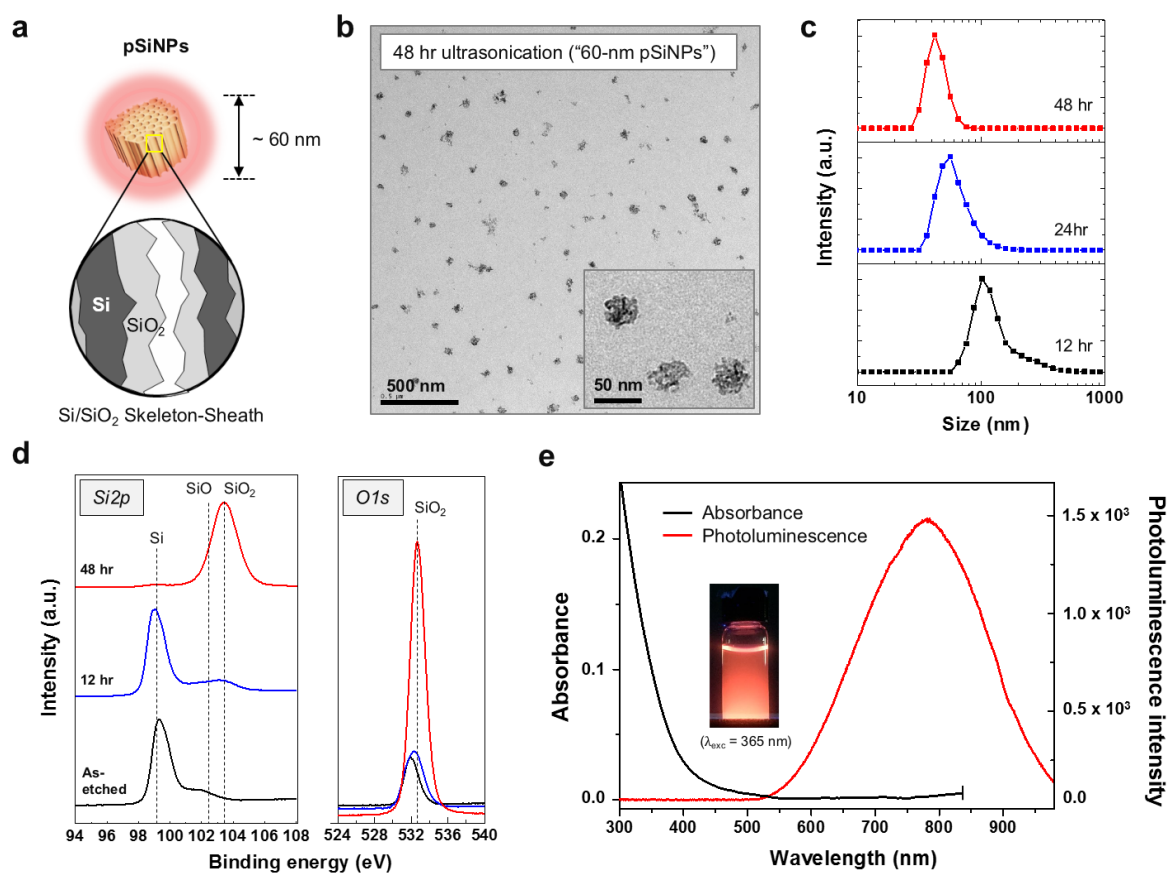 a
pSiNPs
~ 60 nm
Si
SiO₂
Si/SiO₂ Skeleton-Sheath
b
48 hr ultrasonication (“60-nm pSiNPs”)
500 nm
0.5 µm
50 nm
c
Intensity (a.u.)
48 hr
24hr
12 hr
10
100
1000
Size (nm)
d
Si2p
SiO
SiO₂
Si
48 hr
12 hr
As-
etched
Intensity (a.u.)
94 96 98 100 102 104 106 108
O1s
SiO₂
524 528 532 536 540
Binding energy (eV)
e
Absorbance
Photoluminescence
(λexc = 365 nm)
Absorbance
0.2
0.1
0.0
1.5 x 10³
1.0 x 10³
0.5 x 10³
0.0
Photoluminescence intensity
300 400 500 600 700 800 900
Wavelength (nm)